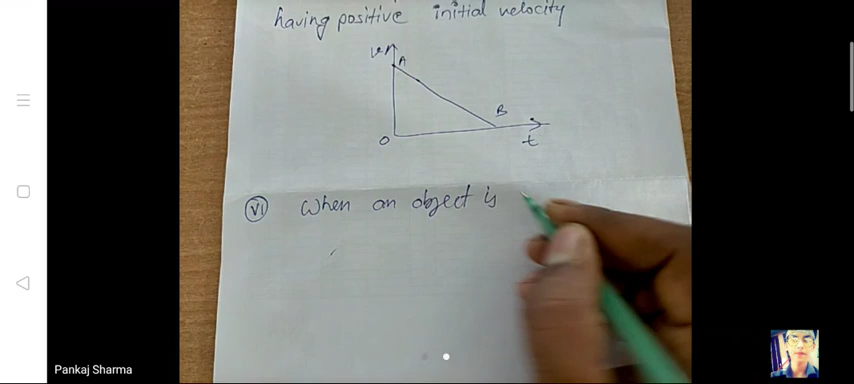 having positive initial velocity
v
A
B
O
t
VI When an object is
Pankaj Sharma